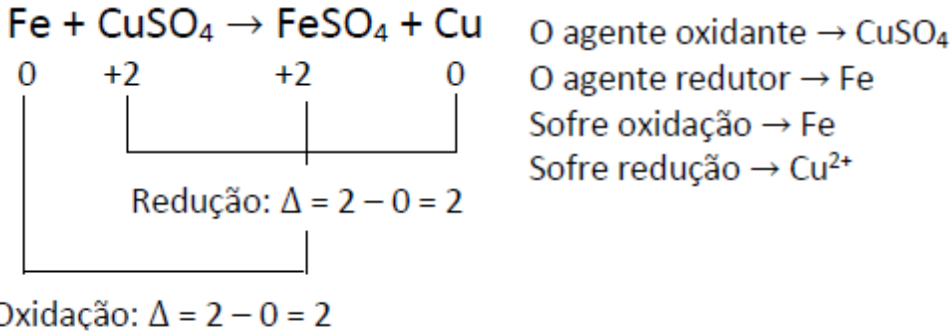 Fe + CuSO₄ → FeSO₄ + Cu
0 +2 +2 0
Redução: Δ = 2 – 0 = 2
Oxidação: Δ = 2 – 0 = 2
O agente oxidante → CuSO₄
O agente redutor → Fe
Sofre oxidação → Fe
Sofre redução → Cu²⁺